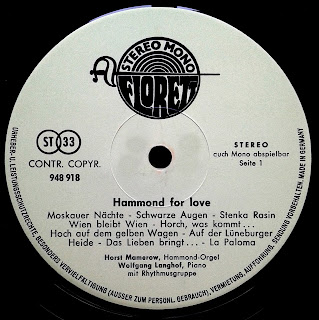 STEREO MONO
FLORETT
ST 33
CONTR. COPYR.
948 918
STEREO
auch Mono abspielbar
Seite 1
Hammond for love
Moskauer Nächte - Schwarze Augen - Stenka Rasin
Wien bleibt Wien - Horch, was kommt...
Hoch auf dem gelben Wagen - Auf der Lüneburger
Heide - Das Lieben bringt... - La Paloma
Horst Mamerow, Hammond-Orgel
Wolfgang Langhof, Piano
mit Rhythmusgruppe
URHEBER- U. LEISTUNGSSCHUTZRECHTE, BESONDERS VERVIELFÄLTIGUNG (AUSSER ZUM PERSÖNL. GEBRAUCH), VERMIETUNG, AUFFÜHRUNG, SENDUNG VORBEHALTEN. MADE IN GERMANY